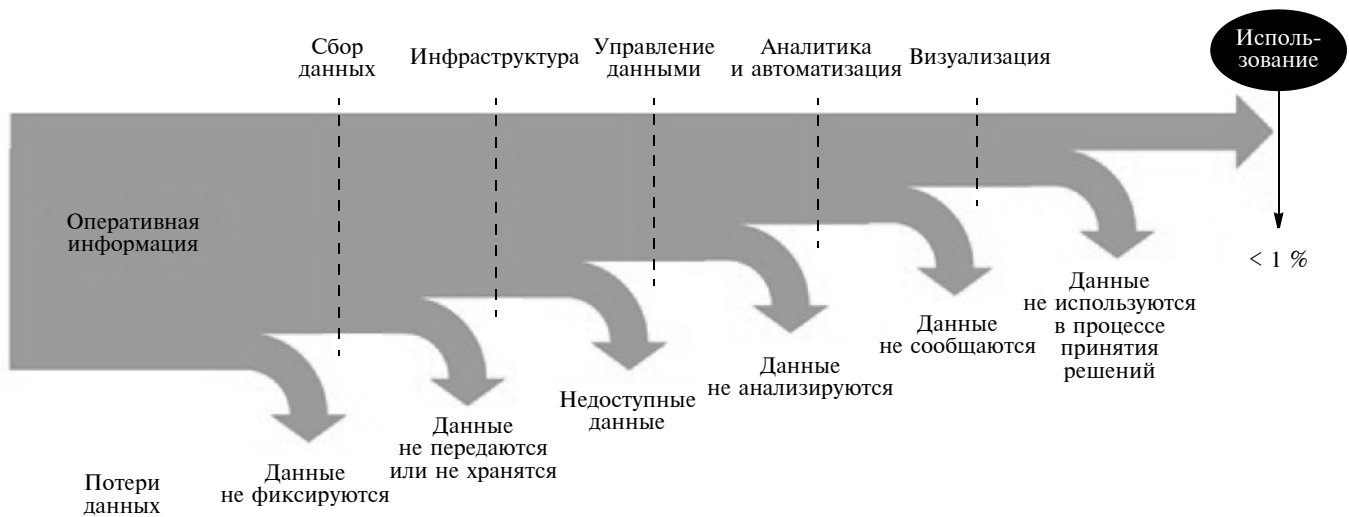 Сбор
данных
Инфраструктура
Управление
данными
Аналитика
и автоматизация
Визуализация
Исполь-
зование
Оперативная
информация
< 1 %
Потери
данных
Данные
не фиксируются
Данные
не передаются
или не хранятся
Недоступные
данные
Данные
не анализируются
Данные
не сообщаются
Данные
не используются
в процессе
принятия
решений